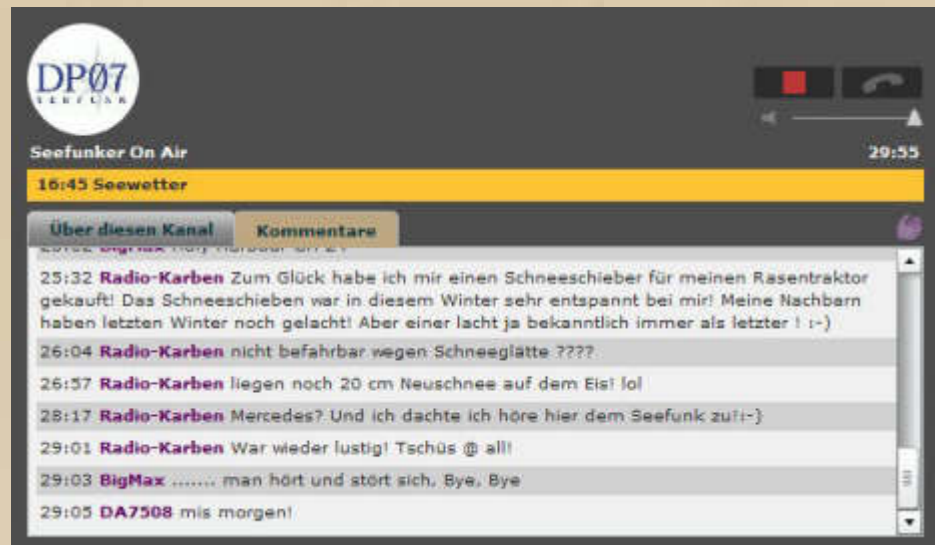 DP07
SEEFUNK
Seefunker On Air
29:55
16:45 Seewetter
Über diesen Kanal
Kommentare
BigMax
25:32 Radio-Karben Zum Glück habe ich mir einen Schneeschieber für meinen Rasentraktor
gekauft! Das Schneeschieben war in diesem Winter sehr entspannt bei mir! Meine Nachbarn
haben letzten Winter noch gelacht! Aber einer lacht ja bekanntlich immer als letzter ! :-)
26:04 Radio-Karben nicht befahrbar wegen Schneeglätte ????
26:57 Radio-Karben liegen noch 20 cm Neuschnee auf dem Eis! lol
28:17 Radio-Karben Mercedes? Und ich dachte ich höre hier dem Seefunk zu!:-}
29:01 Radio-Karben War wieder lustig! Tschüs @ all!
29:03 BigMax ....... man hört und stört sich, Bye, Bye
29:05 DA7508 mis morgen!